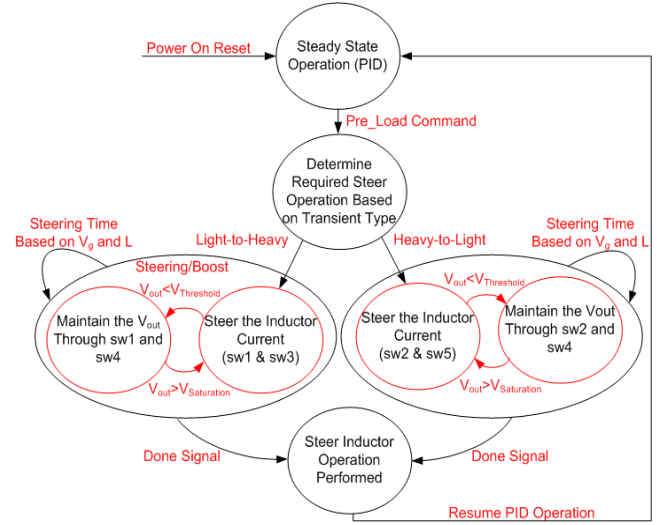 Power On Reset
Steady State
Operation (PID)
Pre_Load Command
Determine
Required Steer
Operation Based
on Transient Type
Steering Time
Based on Vg and L
Light-to-Heavy
Heavy-to-Light
Steering Time
Based on Vg and L
Steering/Boost
Vout<VThreshold
Maintain the Vout
Through sw1 and
sw4
Steer the Inductor
Current
(sw1 & sw3)
Vout>VSaturation
Vout<VThreshold
Steer the Inductor
Current
(sw2 & sw5)
Maintain the Vout
Through sw2 and
sw4
Vout>VSaturation
Done Signal
Steer Inductor
Operation
Performed
Done Signal
Resume PID Operation